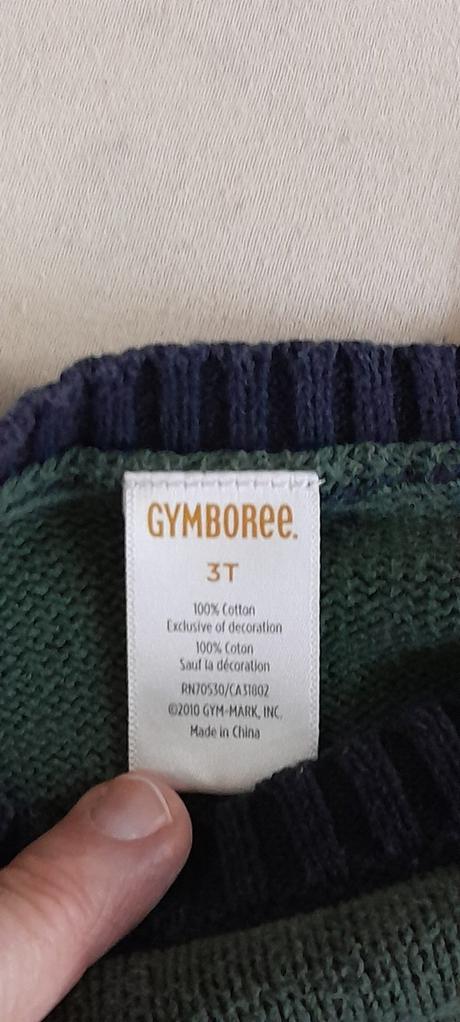 GYMBOREE.
3T
100% Cotton
Exclusive of decoration
100% Coton
Sauf la décoration
RN70530/CA31802
©2010 GYM-MARK, INC.
Made in China